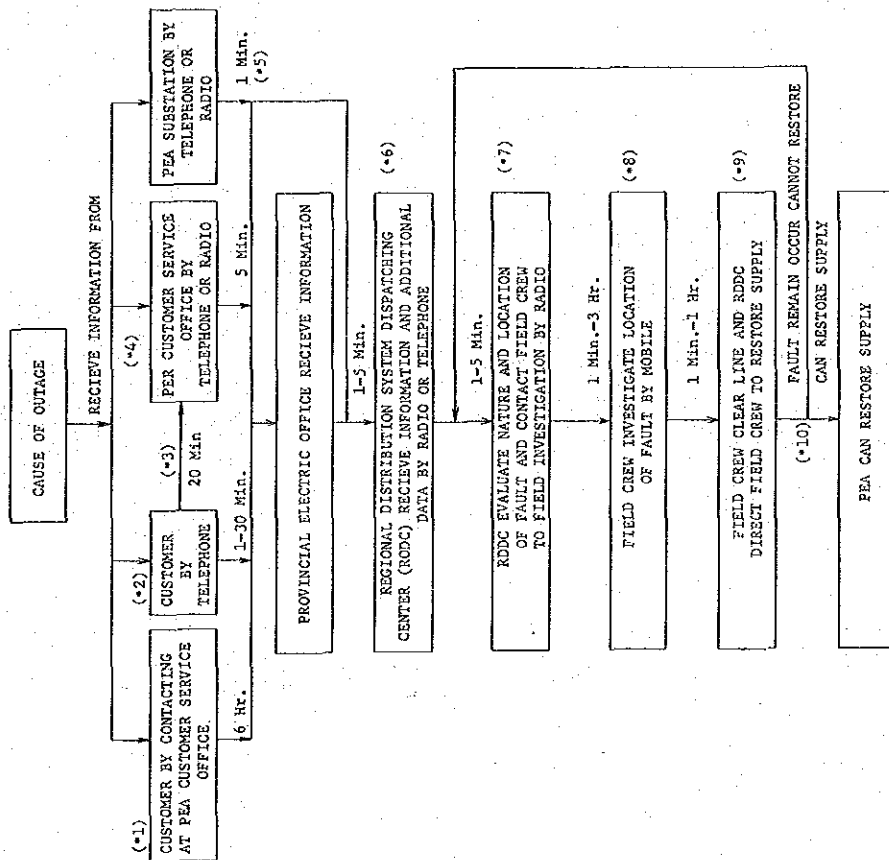 CAUSE OF OUTAGE
RECIEVE INFORMATION FROM
(*1)
CUSTOMER BY CONTACTING
AT PEA CUSTOMER SERVICE
OFFICE.
(*2)
CUSTOMER
BY
TELEPHONE
(*3)
20 Min
(*4)
PER CUSTOMER SERVICE
OFFICE BY
TELEPHONE OR RADIO
PEA SUBSTATION BY
TELEPHONE OR
RADIO
6 Hr.
1-30 Min.
5 Min.
1 Min.
(*5)
PROVINCIAL ELECTRIC OFFICE RECIEVE INFORMATION
1-5 Min.
REGIONAL DISTRIBUTION SYSTEM DISPATCHING
CENTER (RODC) RECIEVE INFORMATION AND ADDITIONAL
DATA BY RADIO OR TELEPHONE
(*6)
1-5 Min.
RDDC EVALUATE NATURE AND LOCATION
OF FAULT AND CONTACT FIELD CREW
TO FIELD INVESTIGATION BY RADIO
(*7)
1 Min.-3 Hr.
FIELD CREW INVESTIGATE LOCATION
OF FAULT BY MOBILE
(*8)
1 Min.-1 Hr.
FIELD CREW CLEAR LINE AND RDDC
DIRECT FIELD CREW TO RESTORE SUPPLY
(*9)
(*10)
FAULT REMAIN OCCUR CANNOT RESTORE
CAN RESTORE SUPPLY
PEA CAN RESTORE SUPPLY